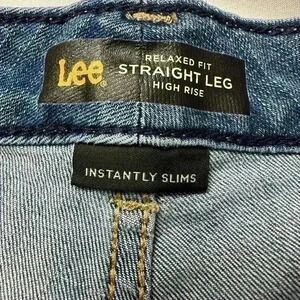 Lee
RELAXED FIT
STRAIGHT LEG
HIGH RISE
INSTANTLY SLIMS